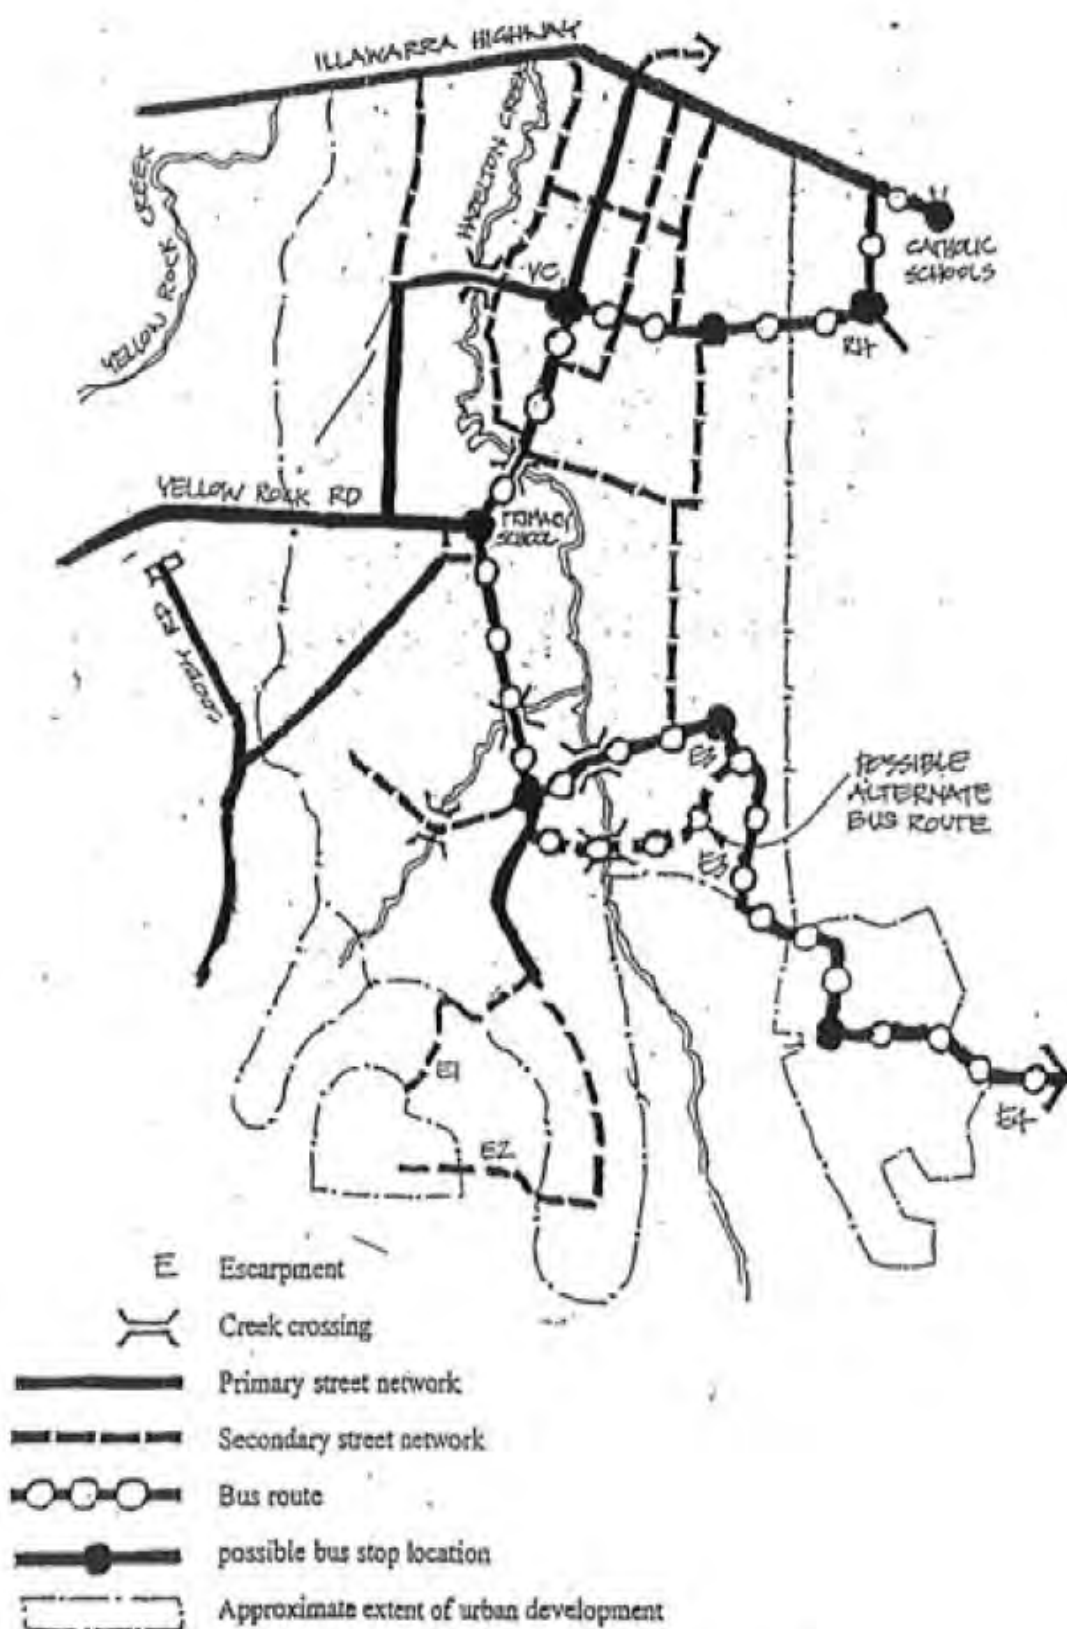 ILLAWARRA HIGHWAY
HAZELTON CREEK
YELLOW ROCK CREEK
CATHOLIC
SCHOOLS
VC
RH
YELLOW ROCK RD
PRIMARY
SCHOOL
E3
POSSIBLE
ALTERNATE
BUS ROUTE
E3
E1
E4
E2
E Escarpment
Creek crossing
Primary street network
Secondary street network
Bus route
possible bus stop location
Approximate extent of urban development